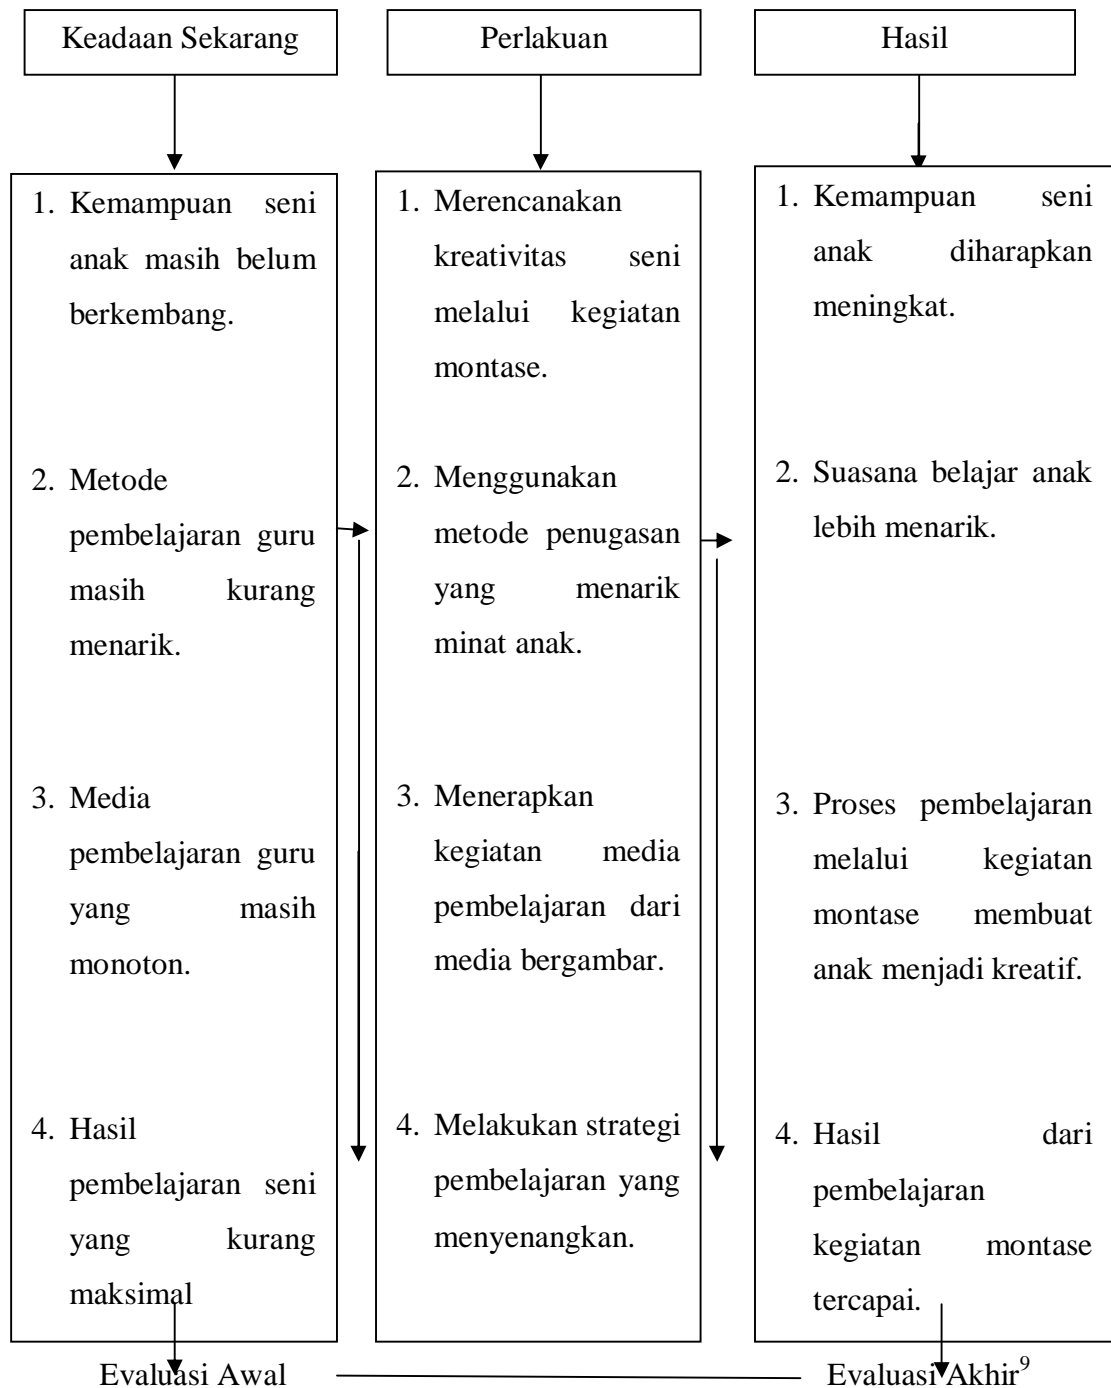 Keadaan Sekarang
Perlakuan
Hasil
1. Kemampuan seni
anak masih belum
berkembang.
2. Metode
pembelajaran guru
masih kurang
menarik.
3. Media
pembelajaran guru
yang masih
monoton.
4. Hasil
pembelajaran seni
yang kurang
maksimal
1. Merencanakan
kreativitas seni
melalui kegiatan
montase.
2. Menggunakan
metode penugasan
yang menarik
minat anak.
3. Menerapkan
kegiatan media
pembelajaran dari
media bergambar.
4. Melakukan strategi
pembelajaran yang
menyenangkan.
1. Kemampuan seni
anak diharapkan
meningkat.
2. Suasana belajar anak
lebih menarik.
3. Proses pembelajaran
melalui kegiatan
montase membuat
anak menjadi kreatif.
4. Hasil dari
pembelajaran
kegiatan montase
tercapai.
Evaluasi Awal
Evaluasi Akhir⁹